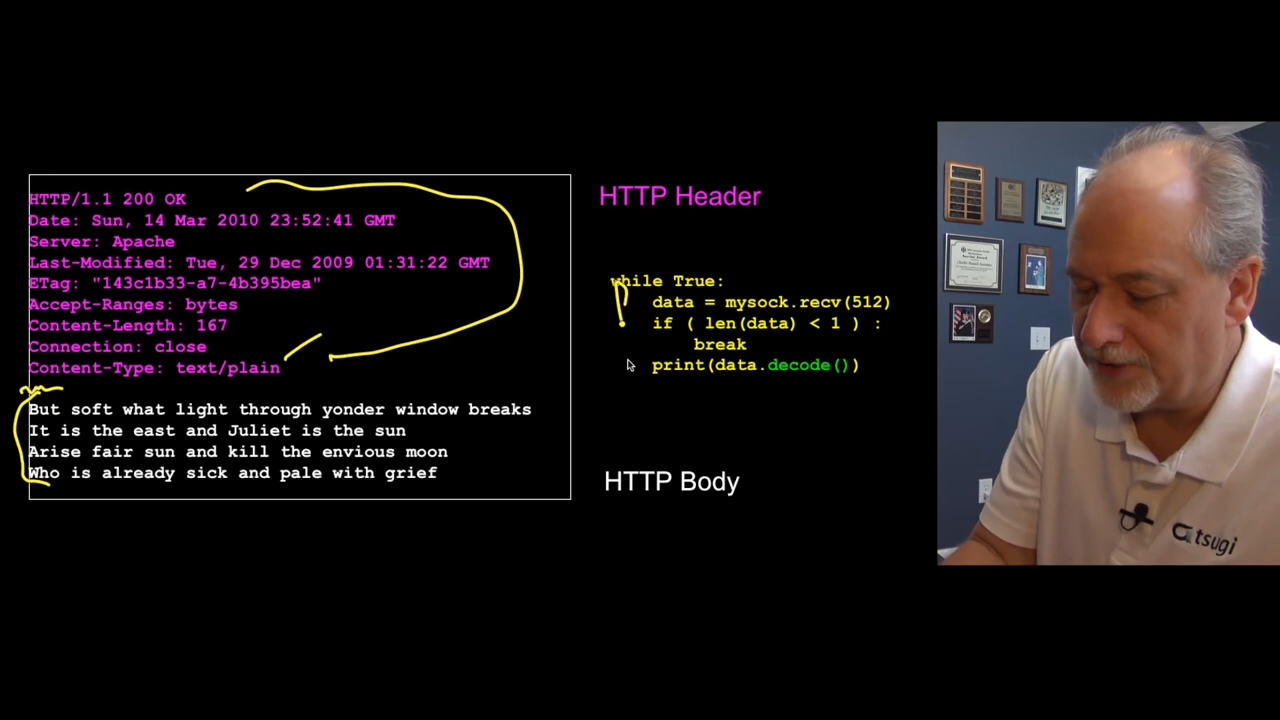 HTTP/1.1 200 OK
Date: Sun, 14 Mar 2010 23:52:41 GMT
Server: Apache
Last-Modified: Tue, 29 Dec 2009 01:31:22 GMT
ETag: "143c1b33-a7-4b395bea"
Accept-Ranges: bytes
Content-Length: 167
Connection: close
Content-Type: text/plain
But soft what light through yonder window breaks
It is the east and Juliet is the sun
Arise fair sun and kill the envious moon
Who is already sick and pale with grief
HTTP Header
while True:
data = mysock.recv(512)
if ( len(data) < 1 ) :
break
print(data.decode())
HTTP Body
tsugi